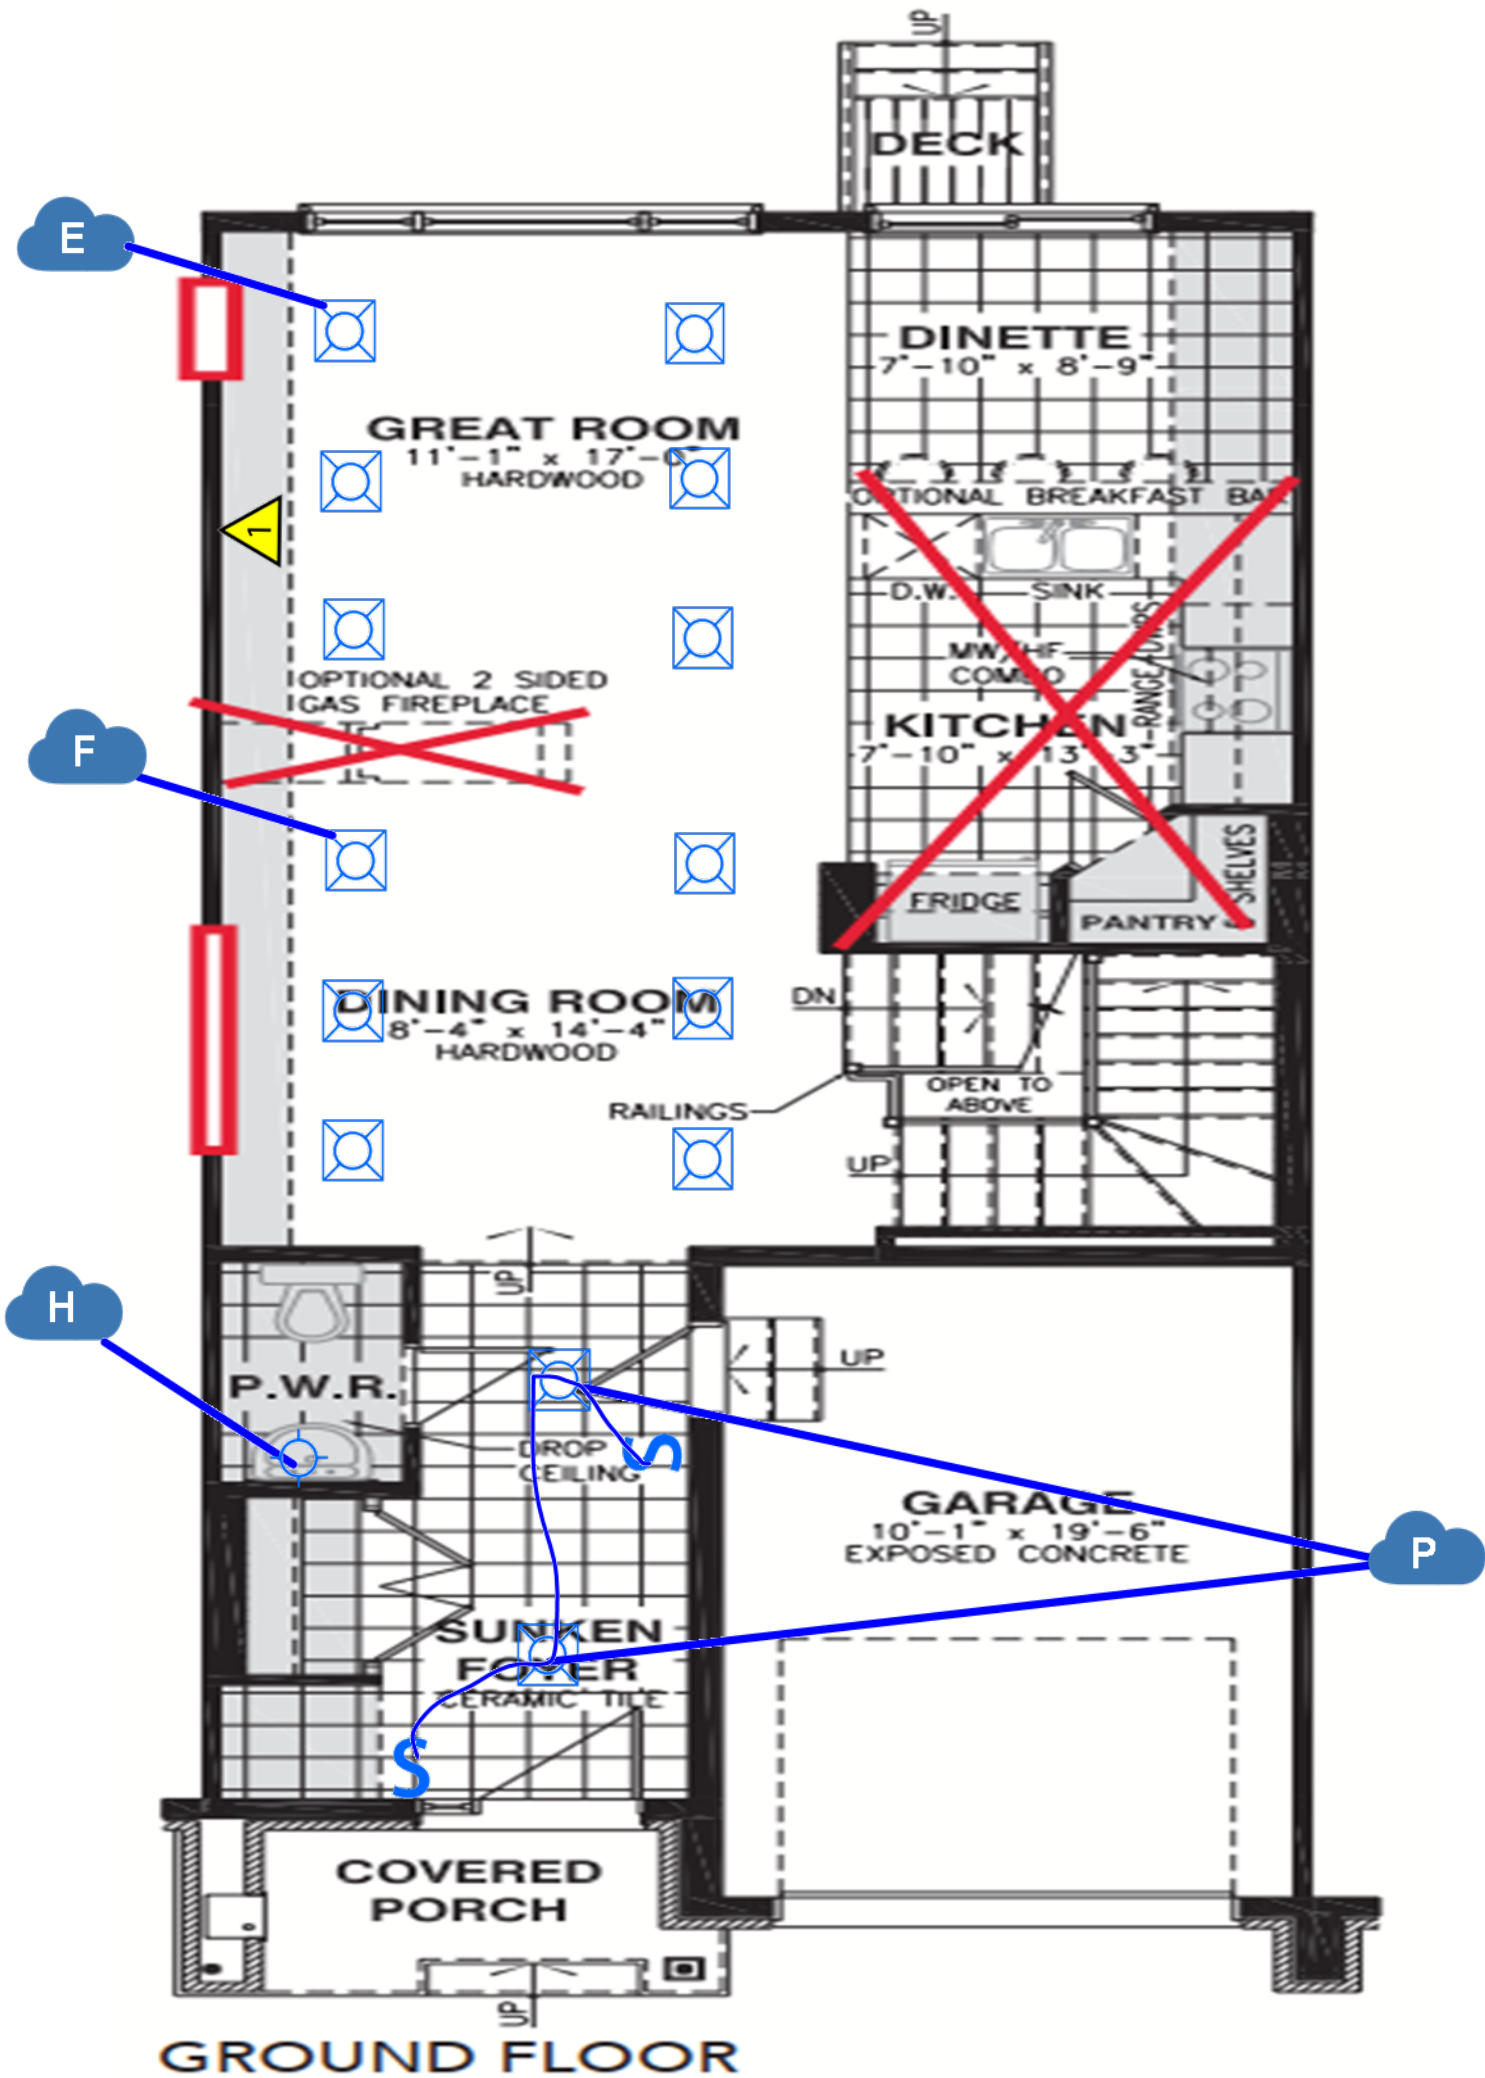 UP
DECK
E
DINETTE
7'-10" x 8'-9"
GREAT ROOM
11'-1" x 17'-0"
HARDWOOD
OPTIONAL BREAKFAST BAR
1
D.W.
SINK
RANGE
MW/HF
COMBO
OPTIONAL 2 SIDED
GAS FIREPLACE
F
KITCHEN
7'-10" x 13'-3"
SHELVES
FRIDGE
PANTRY
DINING ROOM
8'-4" x 14'-4"
HARDWOOD
DN
OPEN TO
ABOVE
RAILINGS
UP
UP
H
UP
P.W.R.
DROP
CEILING
S
GARAGE
10'-1" x 19'-6"
EXPOSED CONCRETE
P
SUNKEN
FOYER
CERAMIC TILE
S
COVERED
PORCH
UP
GROUND FLOOR